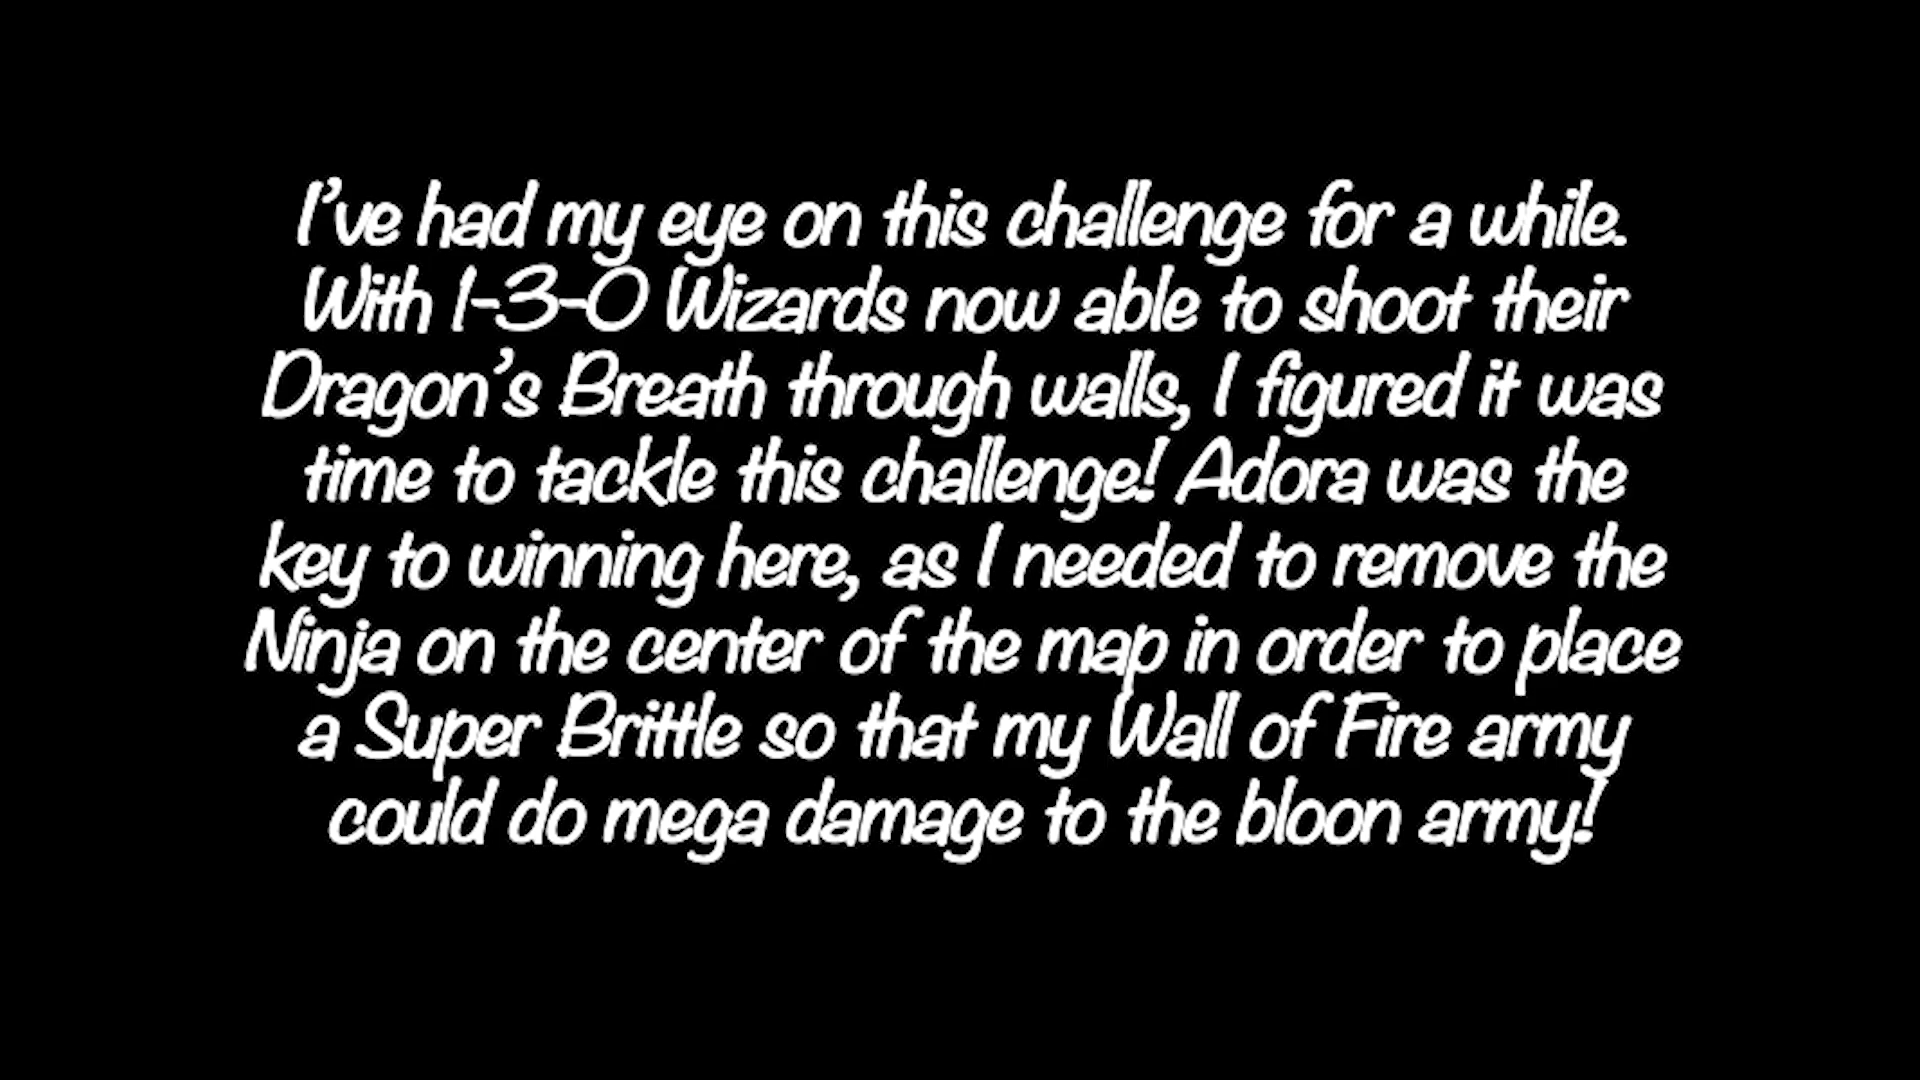 I've had my eye on this challenge for a while.
With 1-3-0 Wizards now able to shoot their
Dragon's Breath through walls, I figured it was
time to tackle this challenge! Adora was the
key to winning here, as I needed to remove the
Ninja on the center of the map in order to place
a Super Brittle so that my Wall of Fire army
could do mega damage to the bloon army!